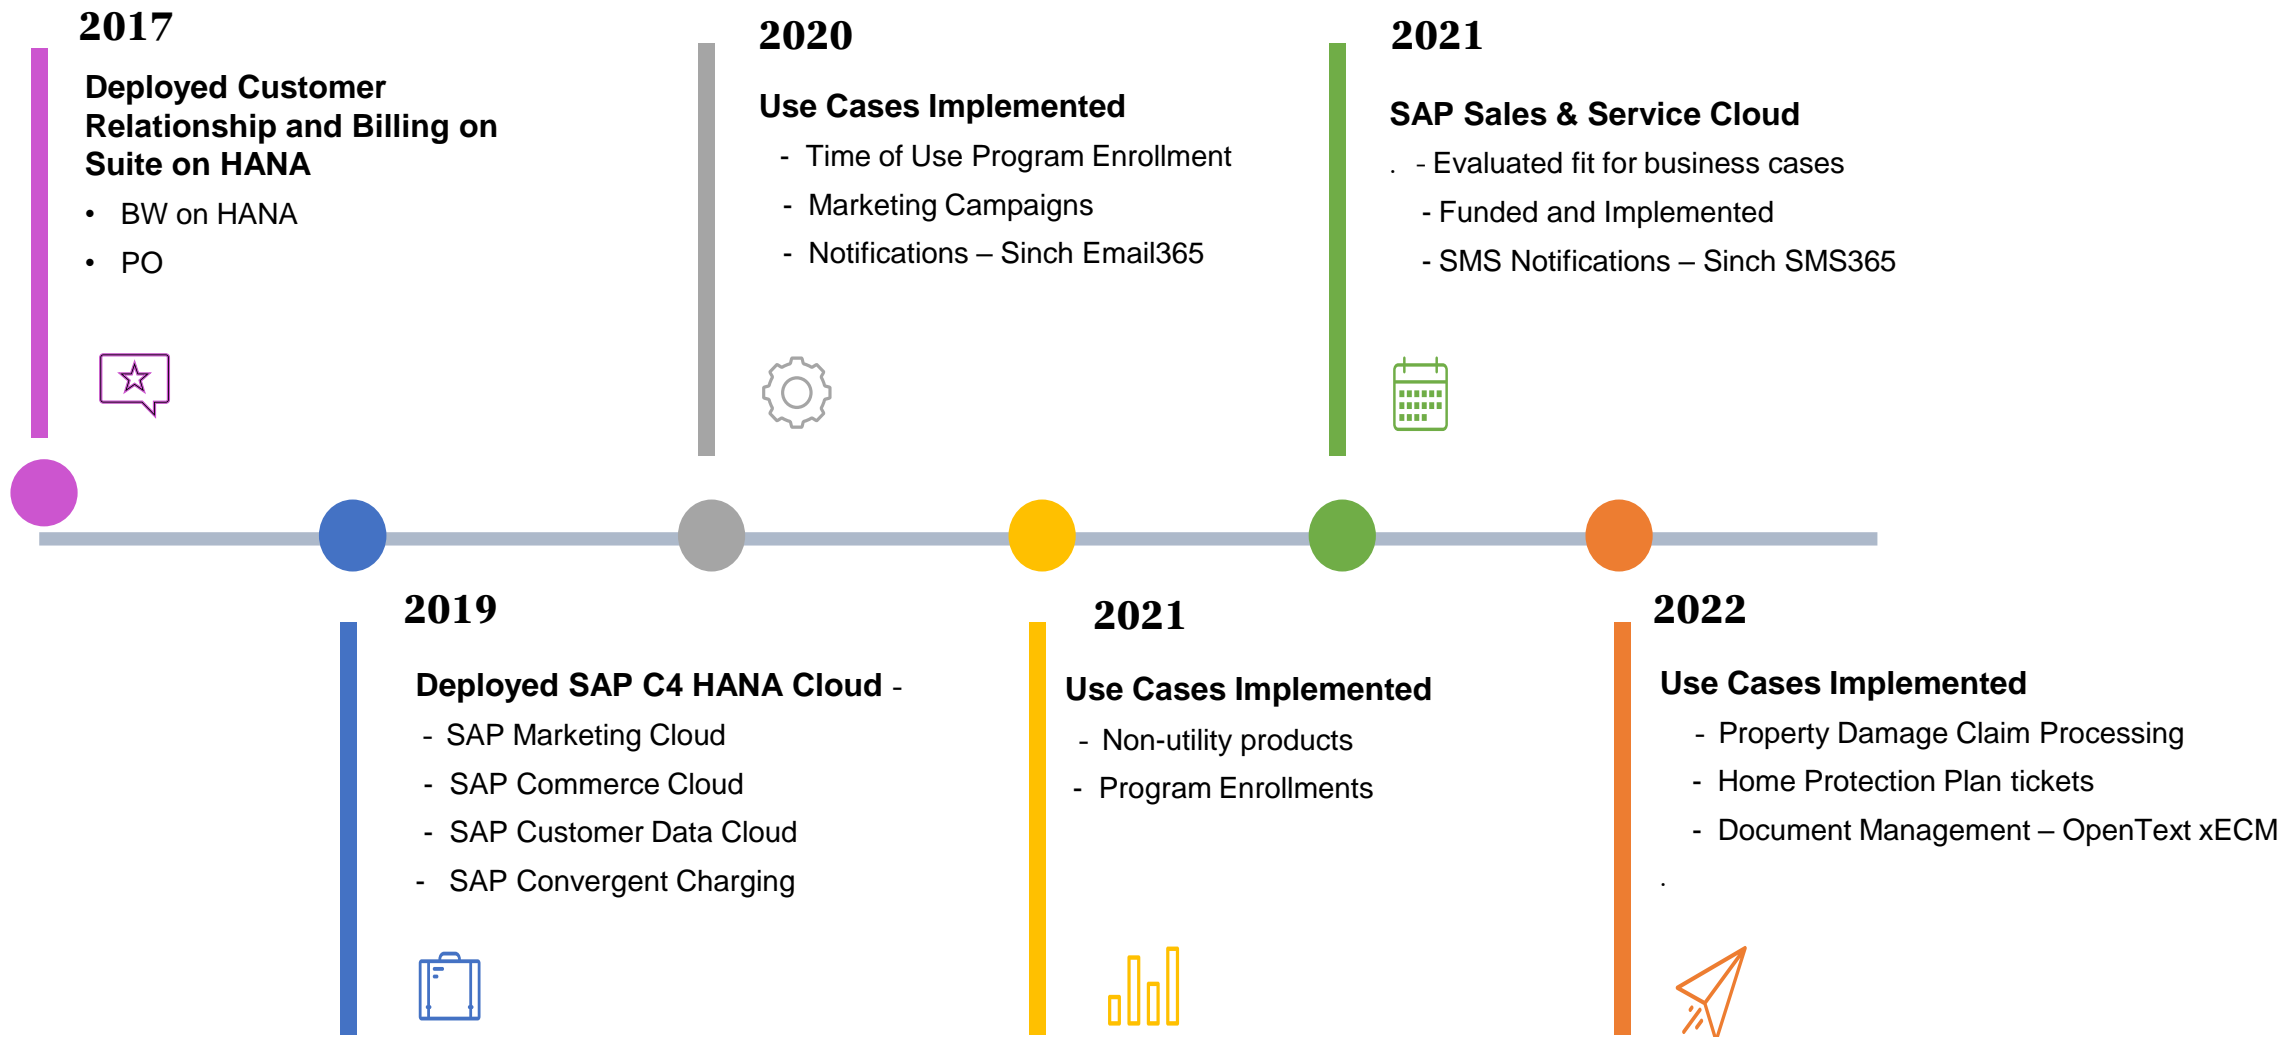 2017
Deployed Customer
Relationship and Billing on
Suite on HANA
• BW on HANA
• PO
2020
Use Cases Implemented
- Time of Use Program Enrollment
- Marketing Campaigns
- Notifications – Sinch Email365
2021
SAP Sales & Service Cloud
. - Evaluated fit for business cases
- Funded and Implemented
- SMS Notifications – Sinch SMS365
2019
Deployed SAP C4 HANA Cloud -
- SAP Marketing Cloud
- SAP Commerce Cloud
- SAP Customer Data Cloud
- SAP Convergent Charging
2021
Use Cases Implemented
- Non-utility products
- Program Enrollments
2022
Use Cases Implemented
- Property Damage Claim Processing
- Home Protection Plan tickets
- Document Management – OpenText xECM
.